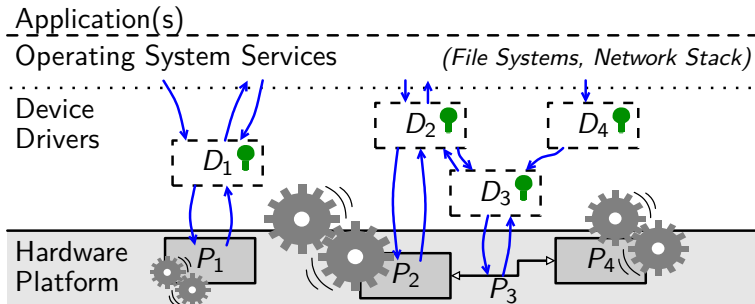 Application(s)
Operating System Services (File Systems, Network Stack)
Device
Drivers
D₂ D₄
D₁
D₃
Hardware
Platform
P₁ P₂ P₃ P₄